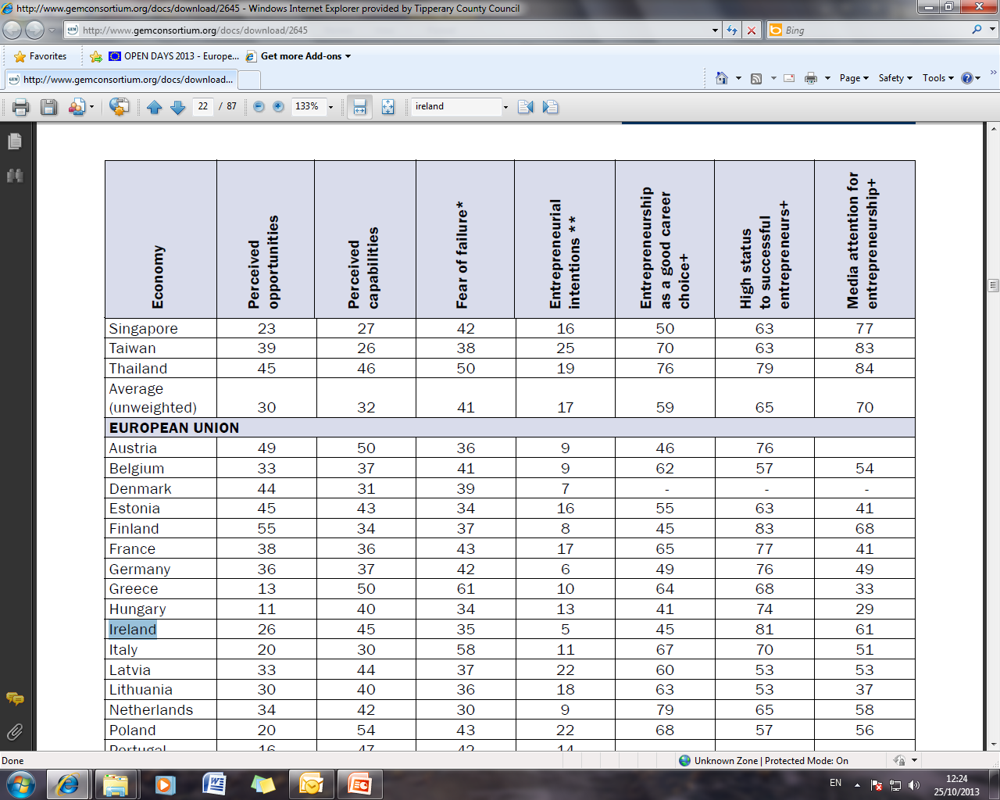 http://www.gemconsortium.org/docs/download/2645 - Windows Internet Explorer provided by Tipperary County Council
http://www.gemconsortium.org/docs/download/2645 Bing
Favorites OPEN DAYS 2013 - Europe... Get more Add-ons
GEM http://www.gemconsortium.org/docs/download... Page Safety Tools
22 / 87 133% ireland
Economy Perceived opportunities Perceived capabilities Fear of failure* Entrepreneurial intentions ** Entrepreneurship as a good career choice+ High status to successful entrepreneurs+ Media attention for entrepreneurship+
Singapore 23 27 42 16 50 63 77
Taiwan 39 26 38 25 70 63 83
Thailand 45 46 50 19 76 79 84
Average
(unweighted) 30 32 41 17 59 65 70
EUROPEAN UNION
Austria 49 50 36 9 46 76
Belgium 33 37 41 9 62 57 54
Denmark 44 31 39 7 - - -
Estonia 45 43 34 16 55 63 41
Finland 55 34 37 8 45 83 68
France 38 36 43 17 65 77 41
Germany 36 37 42 6 49 76 49
Greece 13 50 61 10 64 68 33
Hungary 11 40 34 13 41 74 29
Ireland 26 45 35 5 45 81 61
Italy 20 30 58 11 67 70 51
Latvia 33 44 37 22 60 53 53
Lithuania 30 40 36 18 63 53 37
Netherlands 34 42 30 9 79 65 58
Poland 20 54 43 22 68 57 56
Portugal 16 47 42 14
Done Unknown Zone | Protected Mode: On
EN 12:24
25/10/2013